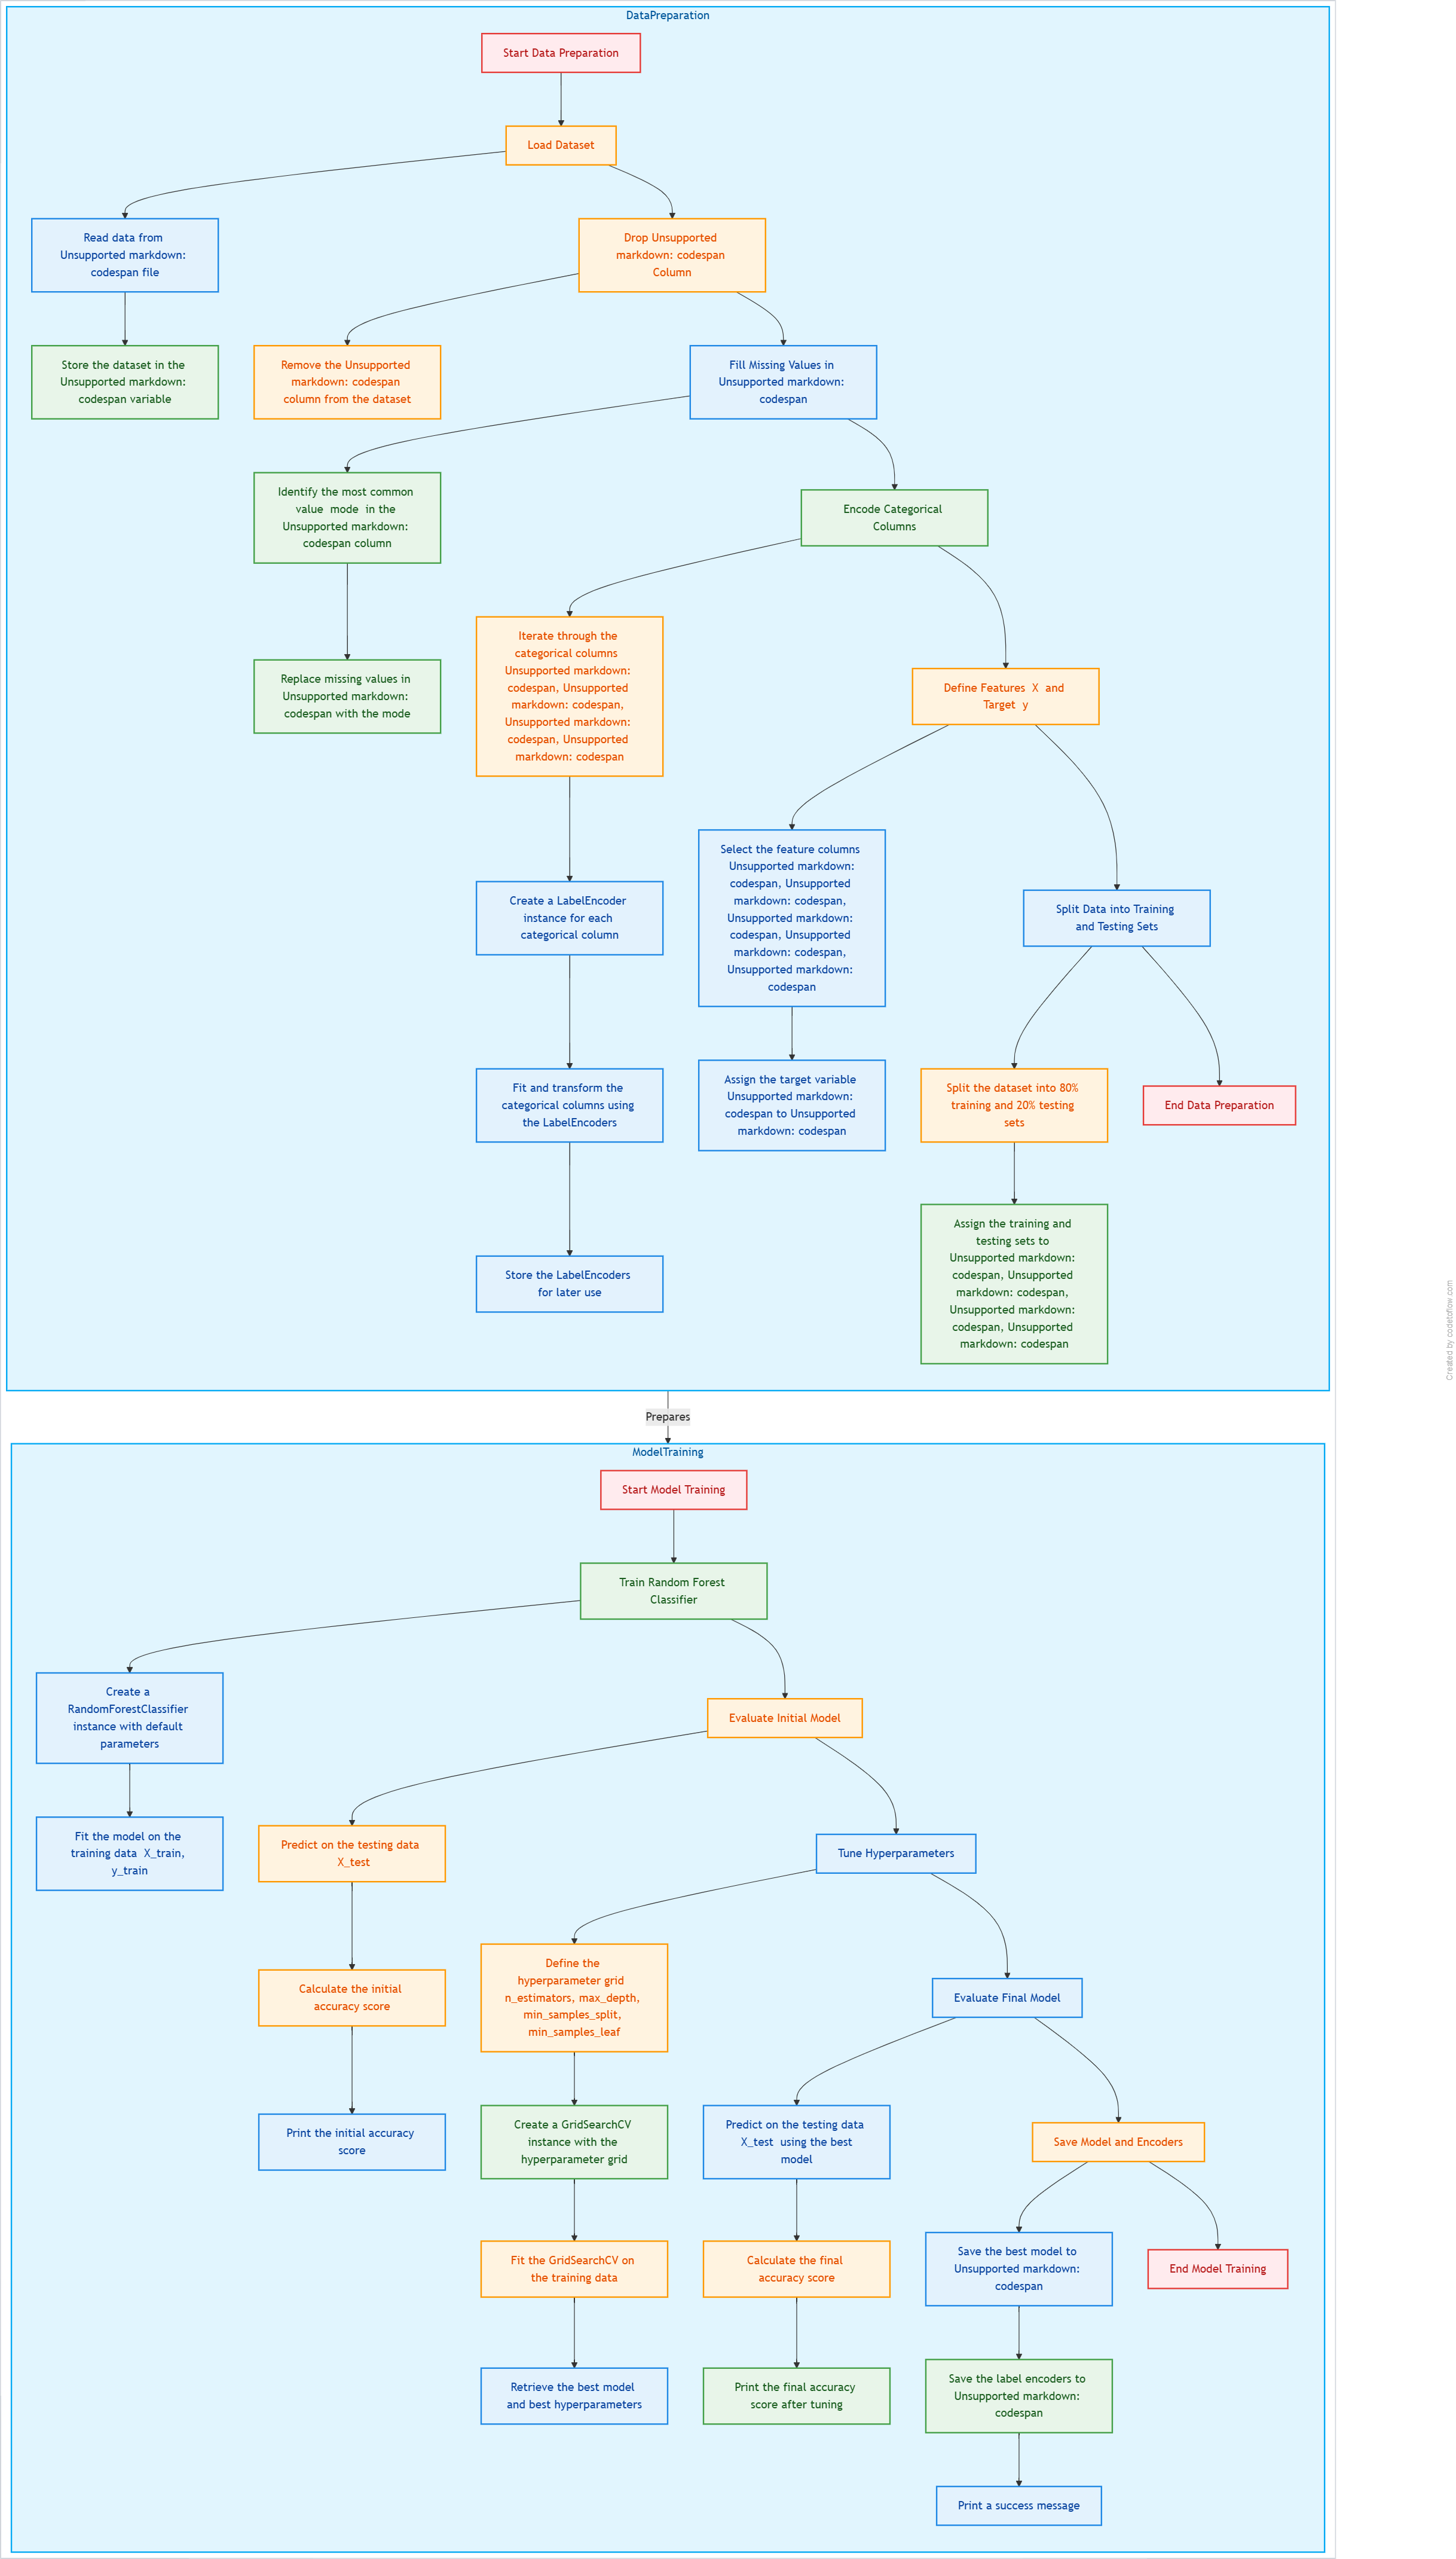 DataPreparation
Start Data Preparation
Load Dataset
Read data from
Unsupported markdown:
codespan file
Drop Unsupported
markdown: codespan
Column
Store the dataset in the
Unsupported markdown:
codespan variable
Remove the Unsupported
markdown: codespan
column from the dataset
Fill Missing Values in
Unsupported markdown:
codespan
Identify the most common
value mode in the
Unsupported markdown:
codespan column
Encode Categorical
Columns
Replace missing values in
Unsupported markdown:
codespan with the mode
Iterate through the
categorical columns
Unsupported markdown:
codespan, Unsupported
markdown: codespan,
Unsupported markdown:
codespan, Unsupported
markdown: codespan
Define Features X and
Target y
Select the feature columns
Unsupported markdown:
codespan, Unsupported
markdown: codespan,
Unsupported markdown:
codespan, Unsupported
markdown: codespan,
Unsupported markdown:
codespan
Create a LabelEncoder
instance for each
categorical column
Split Data into Training
and Testing Sets
Fit and transform the
categorical columns using
the LabelEncoders
Assign the target variable
Unsupported markdown:
codespan to Unsupported
markdown: codespan
Split the dataset into 80%
training and 20% testing
sets
End Data Preparation
Store the LabelEncoders
for later use
Assign the training and
testing sets to
Unsupported markdown:
codespan, Unsupported
markdown: codespan,
Unsupported markdown:
codespan, Unsupported
markdown: codespan
Prepares
ModelTraining
Start Model Training
Train Random Forest
Classifier
Create a
RandomForestClassifier
instance with default
parameters
Evaluate Initial Model
Fit the model on the
training data X_train,
y_train
Predict on the testing data
X_test
Tune Hyperparameters
Calculate the initial
accuracy score
Define the
hyperparameter grid
n_estimators, max_depth,
min_samples_split,
min_samples_leaf
Evaluate Final Model
Print the initial accuracy
score
Create a GridSearchCV
instance with the
hyperparameter grid
Predict on the testing data
X_test using the best
model
Save Model and Encoders
Fit the GridSearchCV on
the training data
Calculate the final
accuracy score
Save the best model to
Unsupported markdown:
codespan
End Model Training
Retrieve the best model
and best hyperparameters
Print the final accuracy
score after tuning
Save the label encoders to
Unsupported markdown:
codespan
Print a success message
Created by codetoflow.com